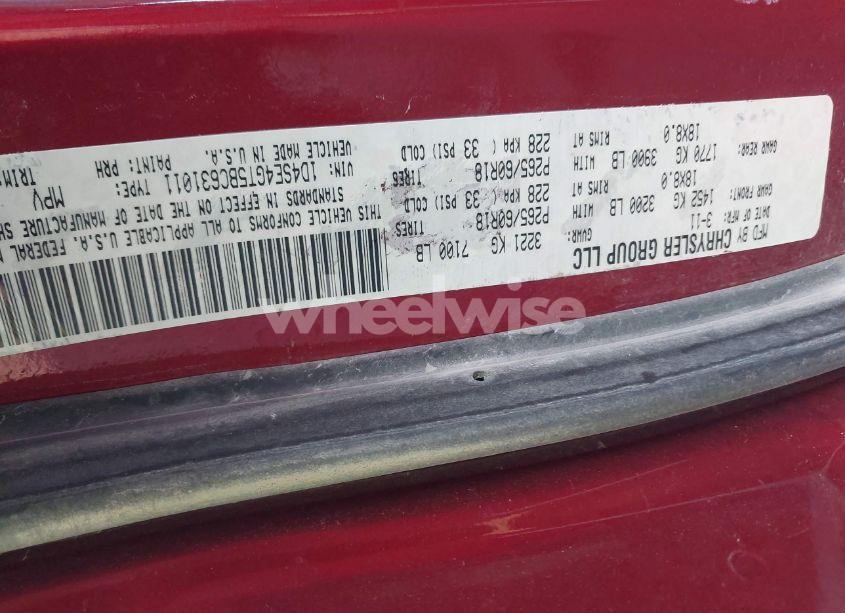 MFD BY CHRYSLER GROUP LLC
DATE OF MFR: 3-11
GVWR: 3221 KG 7100 LB
GAWR FRONT: 1452 KG 3200 LB WITH P265/60R18 TIRES
18X8.0 RIMS AT 228 KPA ( 33 PSI) COLD
GAWR REAR: 1770 KG 3900 LB WITH P265/60R18 TIRES
18X8.0 RIMS AT 228 KPA ( 33 PSI) COLD
THIS VEHICLE CONFORMS TO ALL APPLICABLE U.S.A. FEDERAL
STANDARDS IN EFFECT ON THE DATE OF MANUFACTURE
VIN: 1D4SE4GT5BC631011 TYPE: MPV
VEHICLE MADE IN U.S.A. PAINT: PRH TRIM:
wheelwise